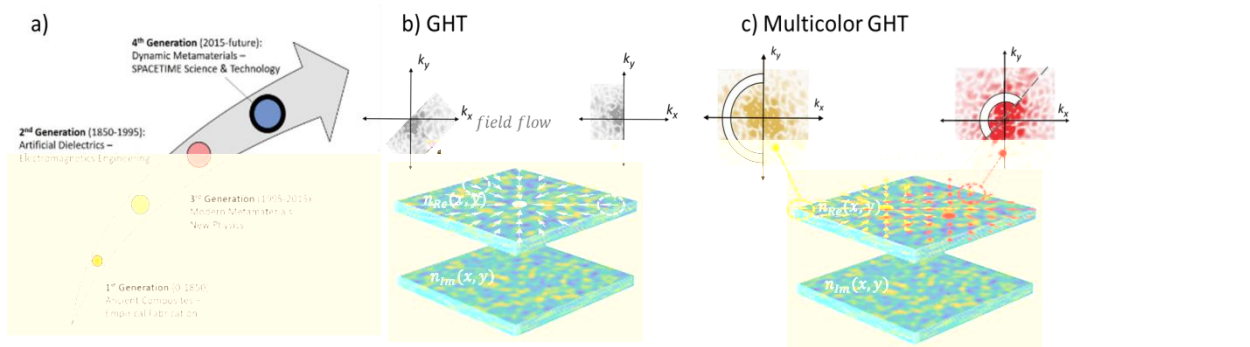 a)
4th Generation (2015-future):
Dynamic Metamaterials –
SPACETIME Science & Technology
2nd Generation (1850-1995):
Artificial Dielectrics –
Electromagnetics Engineering
3rd Generation (1995-2015):
Modern Metamaterials
New Physics
1st Generation (0-1850)
Ancient Composites –
Empirical Fabrication
b) GHT
ky
kx
field flow
ky
kx
nRe(x, y)
nIm(x, y)
c) Multicolor GHT
ky
kx
ky
kx
nRe(x, y)
nIm(x, y)